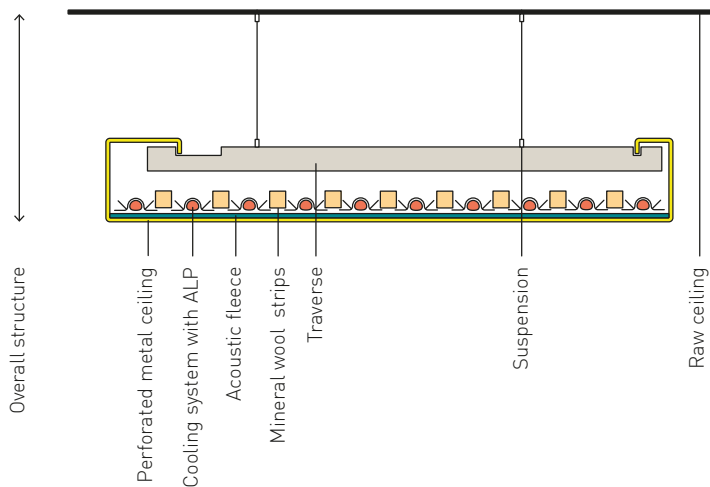 Overall structure
Perforated metal ceiling
Cooling system with ALP
Acoustic fleece
Mineral wool strips
Traverse
Suspension
Raw ceiling